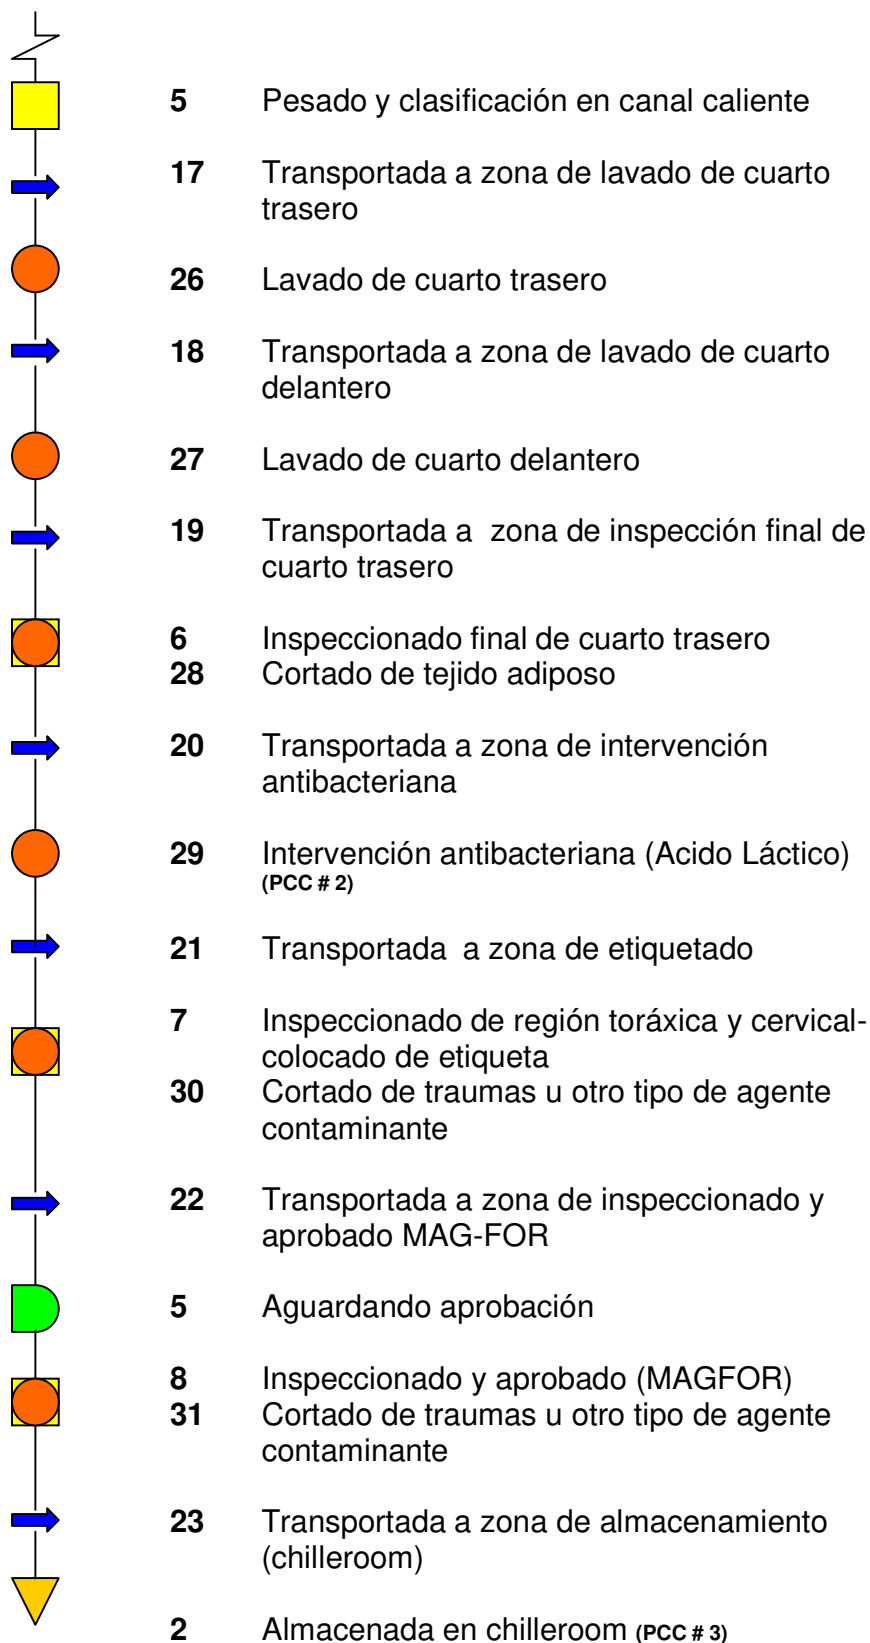 5 Pesado y clasificación en canal caliente
17 Transportada a zona de lavado de cuarto
trasero
26 Lavado de cuarto trasero
18 Transportada a zona de lavado de cuarto
delantero
27 Lavado de cuarto delantero
19 Transportada a zona de inspección final de
cuarto trasero
6 Inspeccionado final de cuarto trasero
28 Cortado de tejido adiposo
20 Transportada a zona de intervención
antibacteriana
29 Intervención antibacteriana (Acido Láctico)
(PCC # 2)
21 Transportada a zona de etiquetado
7 Inspeccionado de región toráxica y cervical-
colocado de etiqueta
30 Cortado de traumas u otro tipo de agente
contaminante
22 Transportada a zona de inspeccionado y
aprobado MAG-FOR
5 Aguardando aprobación
8 Inspeccionado y aprobado (MAGFOR)
31 Cortado de traumas u otro tipo de agente
contaminante
23 Transportada a zona de almacenamiento
(chilleroom)
2 Almacenada en chilleroom (PCC # 3)